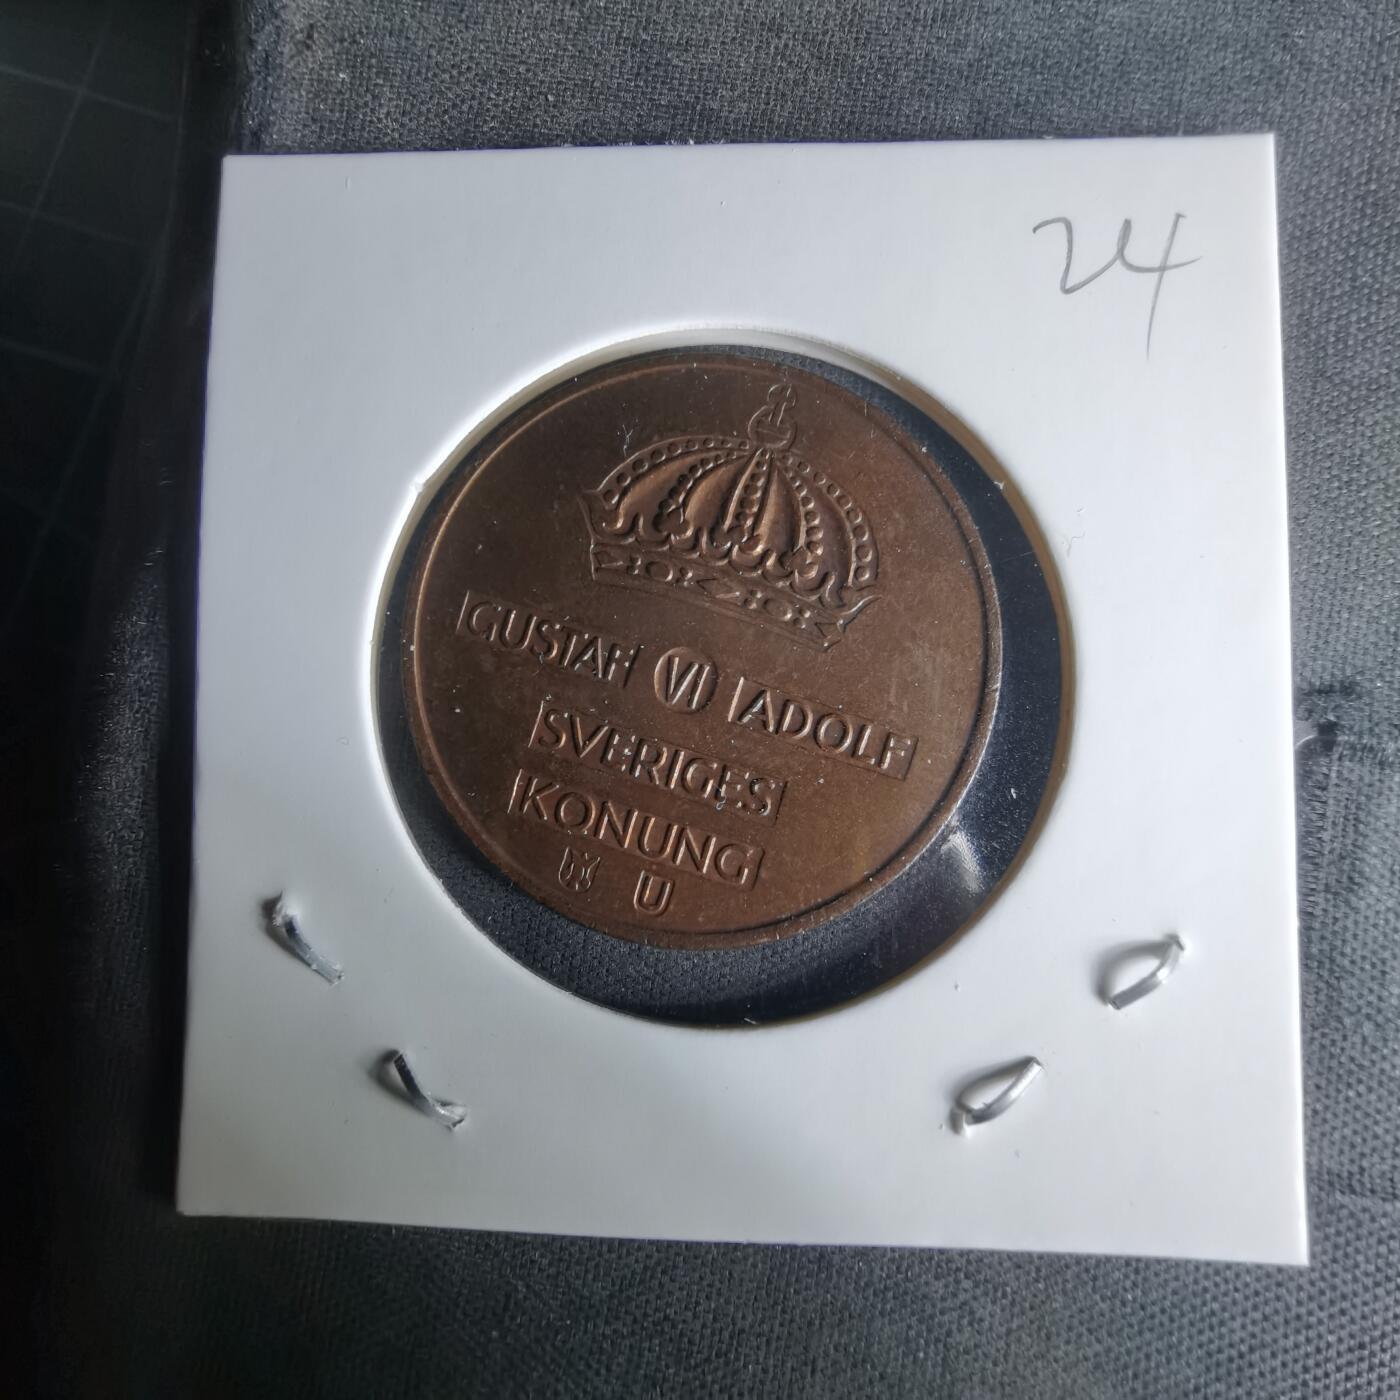 24
GUSTAF VI ADOLF
SVERIGES
KONUNG
U